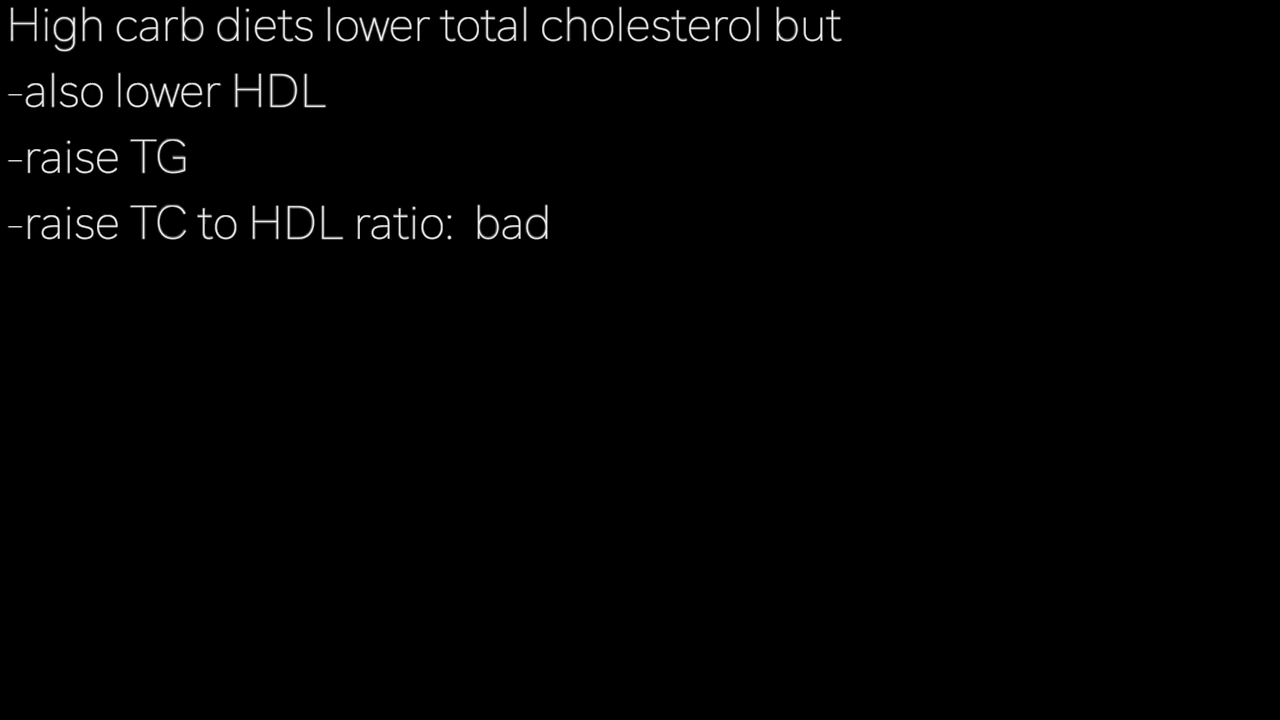 High carb diets lower total cholesterol but
-also lower HDL
-raise TG
-raise TC to HDL ratio:  bad